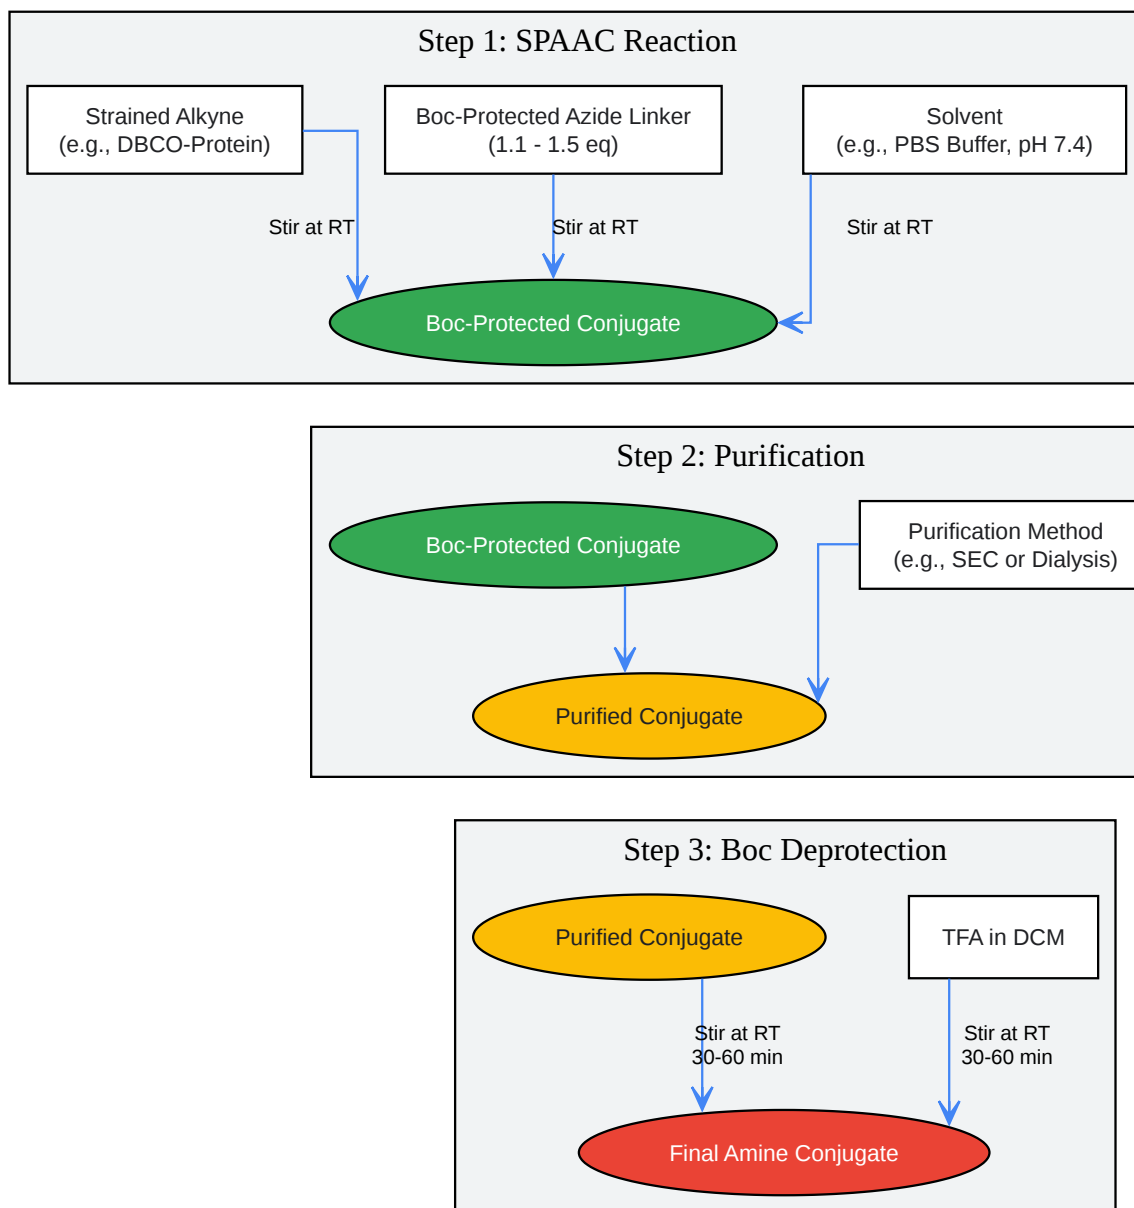 Step 1: SPAAC Reaction
Strained Alkyne
(e.g., DBCO-Protein)
Boc-Protected Azide Linker
(1.1 - 1.5 eq)
Solvent
(e.g., PBS Buffer, pH 7.4)
Stir at RT
Stir at RT
Stir at RT
Boc-Protected Conjugate
Step 2: Purification
Boc-Protected Conjugate
Purification Method
(e.g., SEC or Dialysis)
Purified Conjugate
Step 3: Boc Deprotection
Purified Conjugate
TFA in DCM
Stir at RT
30-60 min
Stir at RT
30-60 min
Final Amine Conjugate